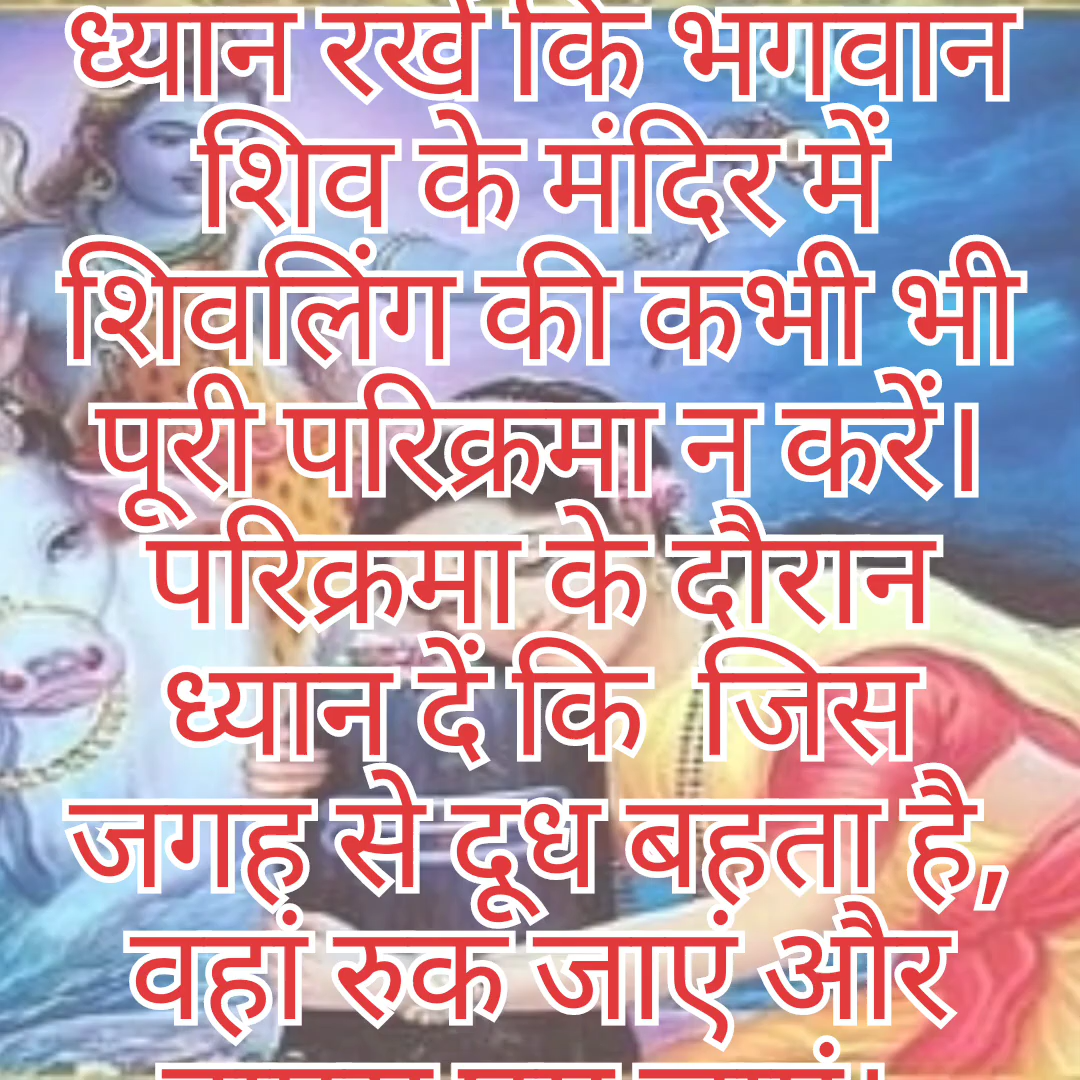 ध्यान रखें कि भगवान
शिव के मंदिर में
शिवलिंग की कभी भी
पूरी परिक्रमा न करें।
परिक्रमा के दौरान
ध्यान दें कि जिस
जगह से दूध बहता है,
वहां रुक जाएं और